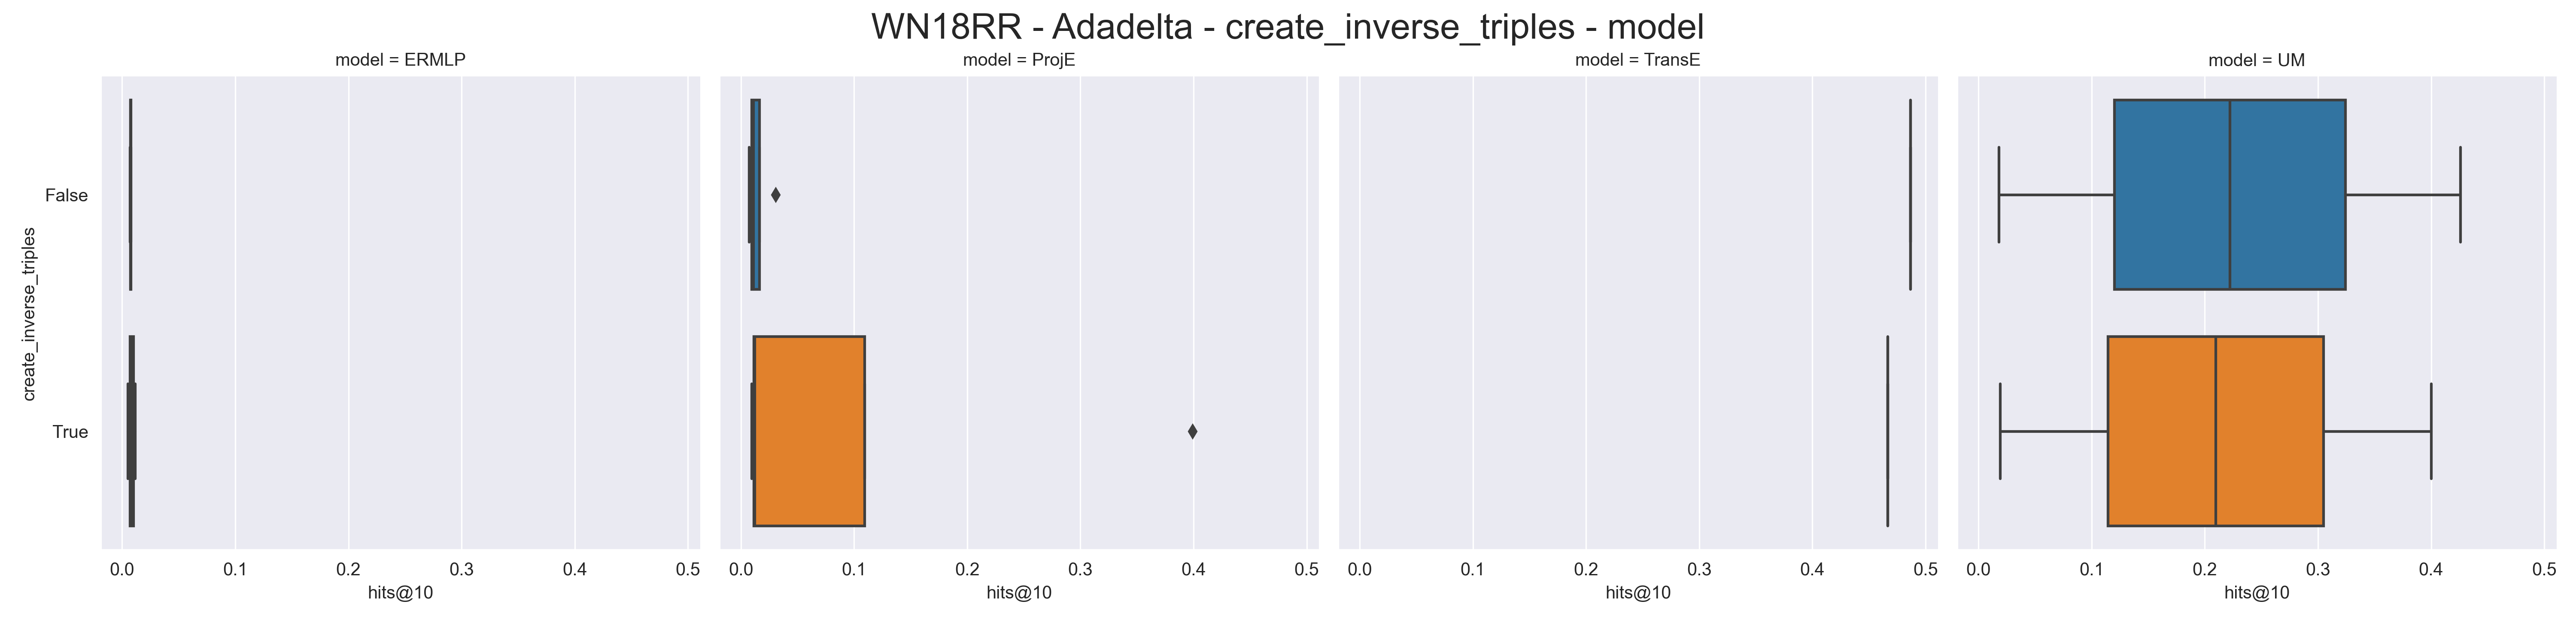 WN18RR - Adadelta - create_inverse_triples - model
model = ERMLP
model = ProjE
model = TransE
model = UM
create_inverse_triples
False
True
0.0 0.1 0.2 0.3 0.4 0.5
0.0 0.1 0.2 0.3 0.4 0.5
0.0 0.1 0.2 0.3 0.4 0.5
0.0 0.1 0.2 0.3 0.4 0.5
hits@10
hits@10
hits@10
hits@10